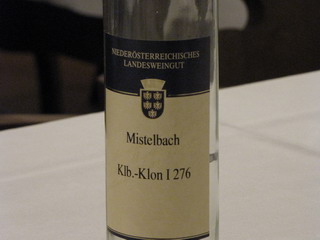 NIEDERÖSTERREICHISCHES
LANDESWEINGUT
Mistelbach
Klb.-Klon I 276